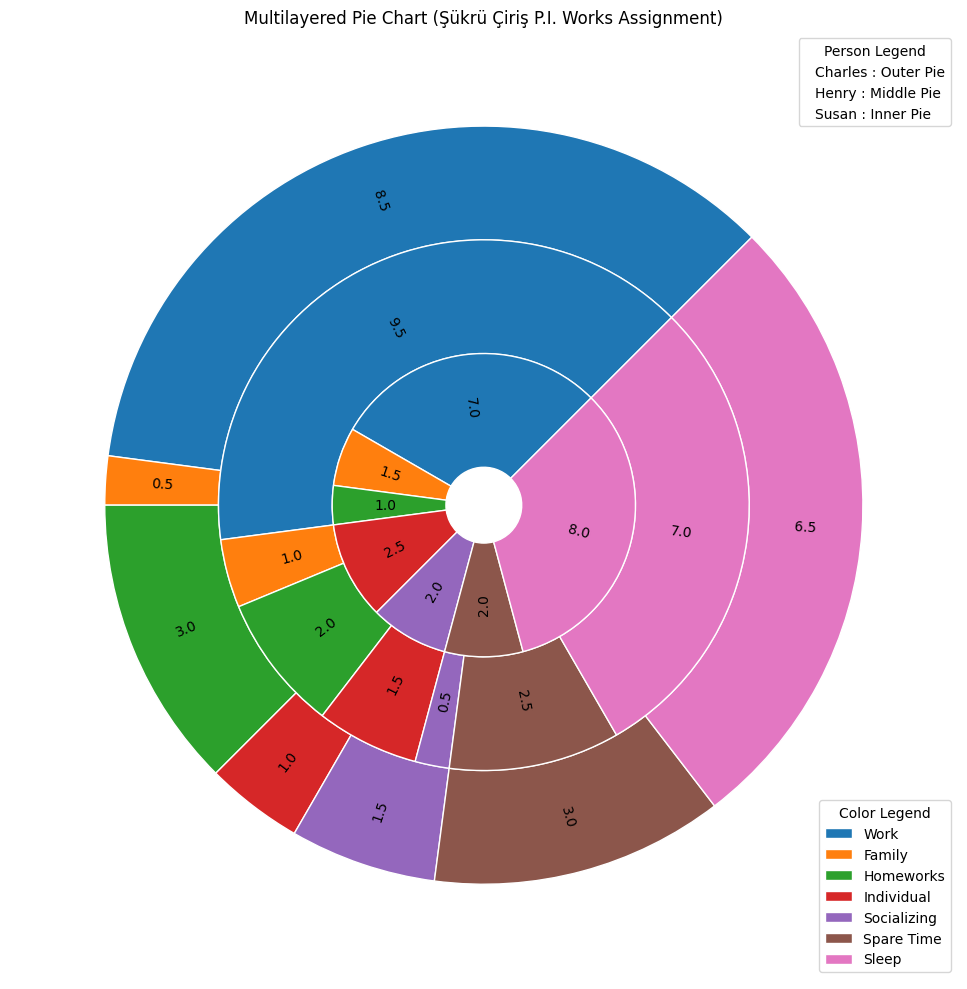 Multilayered Pie Chart (Şükrü Çiriş P.I. Works Assignment)
Person Legend
Charles : Outer Pie
Henry : Middle Pie
Susan : Inner Pie
8.5
9.5
7.0
0.5
1.5
1.0
8.0
7.0
6.5
1.0
2.5
2.0
2.0
3.0
2.0
1.5
0.5
2.5
1.0
1.5
3.0
Color Legend
Work
Family
Homeworks
Individual
Socializing
Spare Time
Sleep